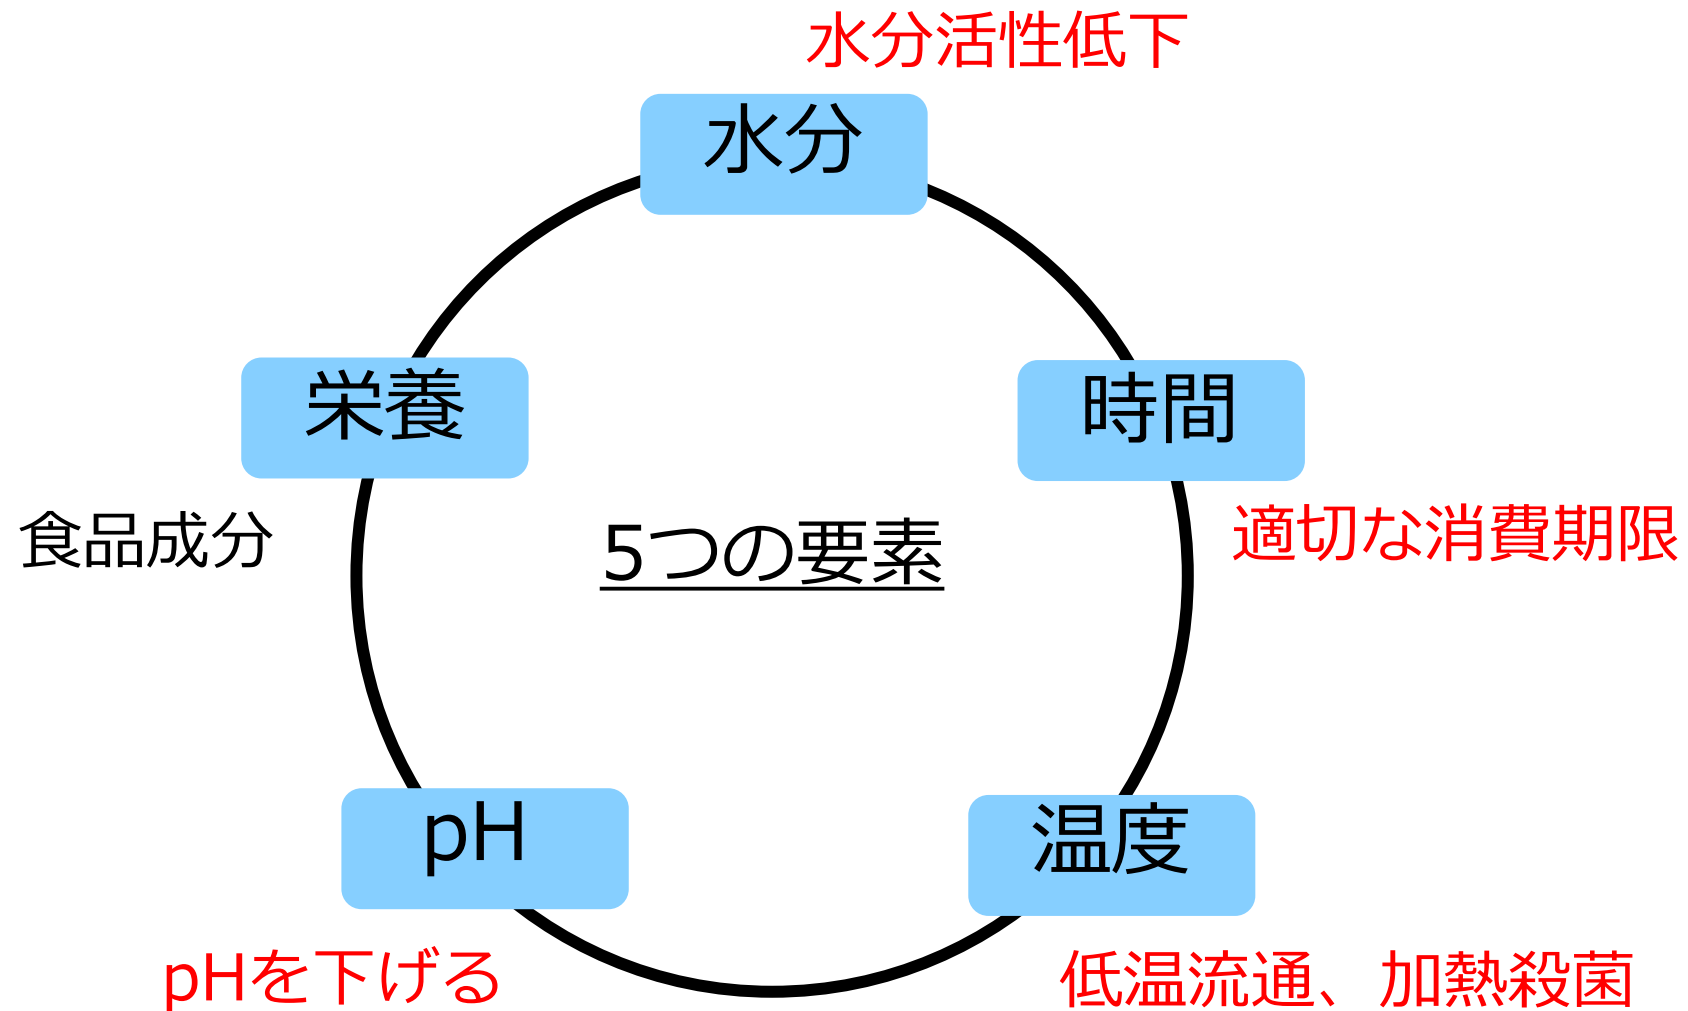 水分活性低下
水分
栄養
時間
食品成分
5つの要素
適切な消費期限
pH
温度
pHを下げる
低温流通、加熱殺菌